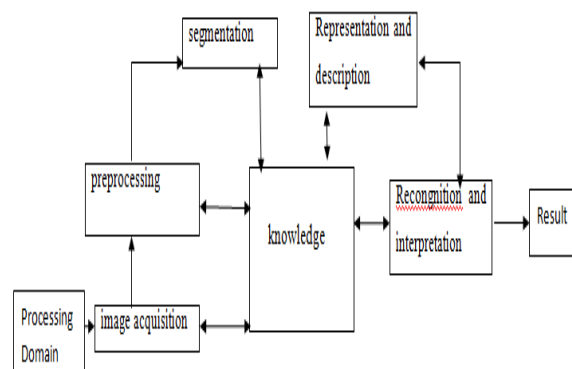 segmentation
Representation and
description
preprocessing
knowledge
Recongnition and
interpretation
Result
Processing
Domain
image acquisition